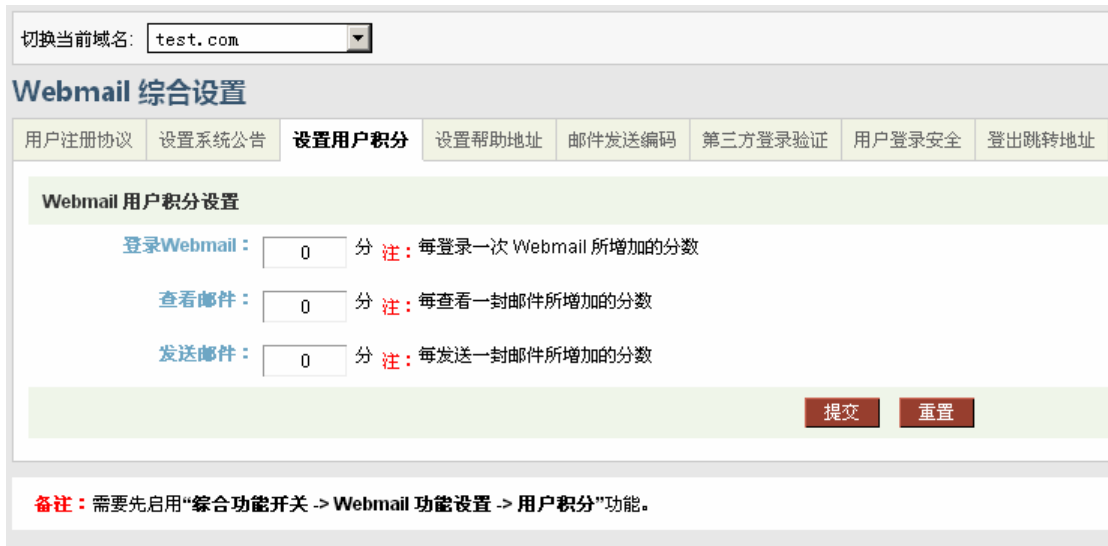 切换当前域名: test.com
Webmail 综合设置
用户注册协议 设置系统公告 设置用户积分 设置帮助地址 邮件发送编码 第三方登录验证 用户登录安全 登出跳转地址
Webmail 用户积分设置
登录Webmail： 0 分 注：每登录一次 Webmail 所增加的分数
查看邮件： 0 分 注：每查看一封邮件所增加的分数
发送邮件： 0 分 注：每发送一封邮件所增加的分数
提交 重置
备注：需要先启用“综合功能开关 -> Webmail 功能设置 -> 用户积分”功能。